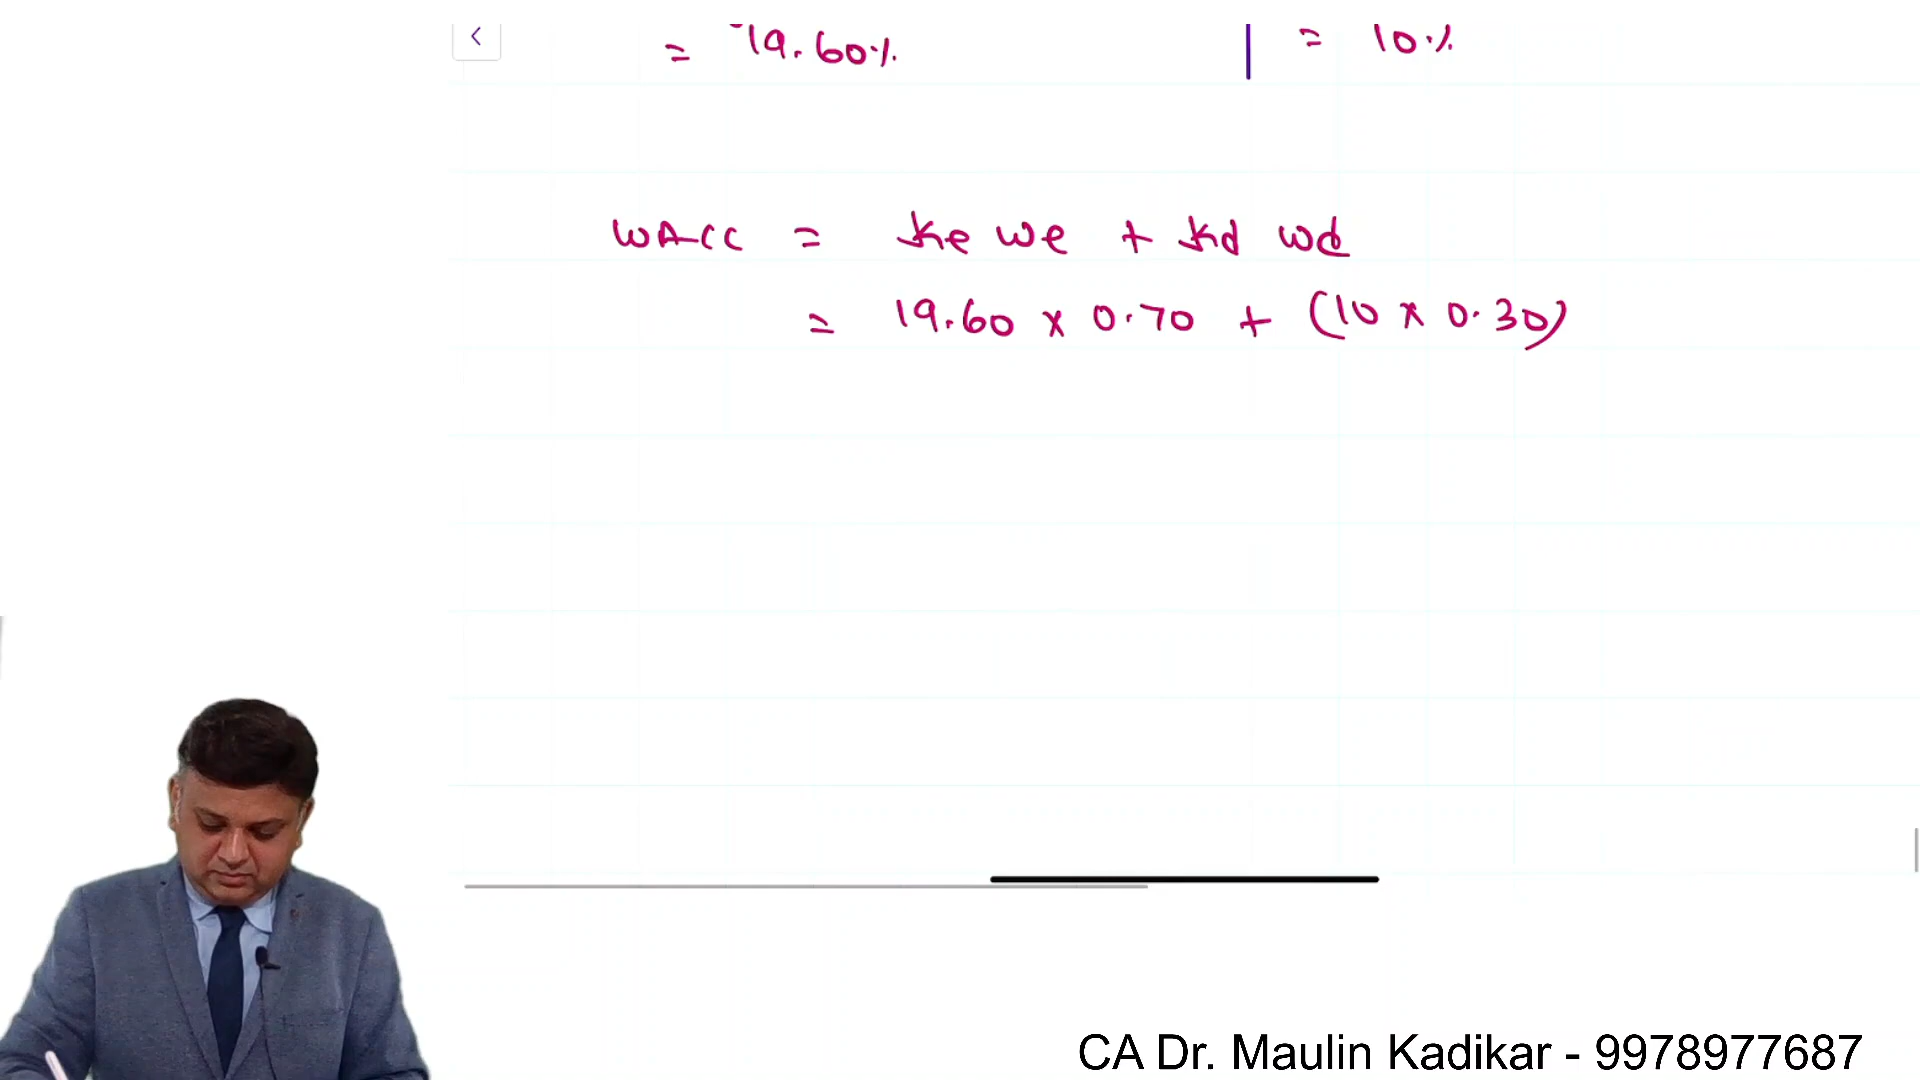 = 19.60%
= 10%
WACC = Ke We + Kd Wd
= 19.60 x 0.70 + (10 x 0.30)
CA Dr. Maulin Kadikar - 9978977687